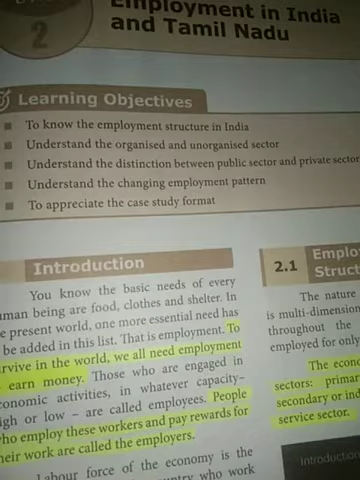 Employment in India
and Tamil Nadu
2
Learning Objectives
To know the employment structure in India
Understand the organised and unorganised sector
Understand the distinction between public sector and private sector
Understand the changing employment pattern
To appreciate the case study format
Introduction
You know the basic needs of every
uman being are food, clothes and shelter. In
e present world, one more essential need has
be added in this list. That is employment. To
rvive in the world, we all need employment
earn money. Those who are engaged in
onomic activities, in whatever capacity–
igh or low – are called employees. People
ho employ these workers and pay rewards for
heir work are called the employers.
Labour force of the economy is the
ntry who work
2.1
Emplo
Struct
The nature
is multi-dimension
throughout the
employed for only
The econo
sectors: primar
secondary or ind
service sector.
Introduction